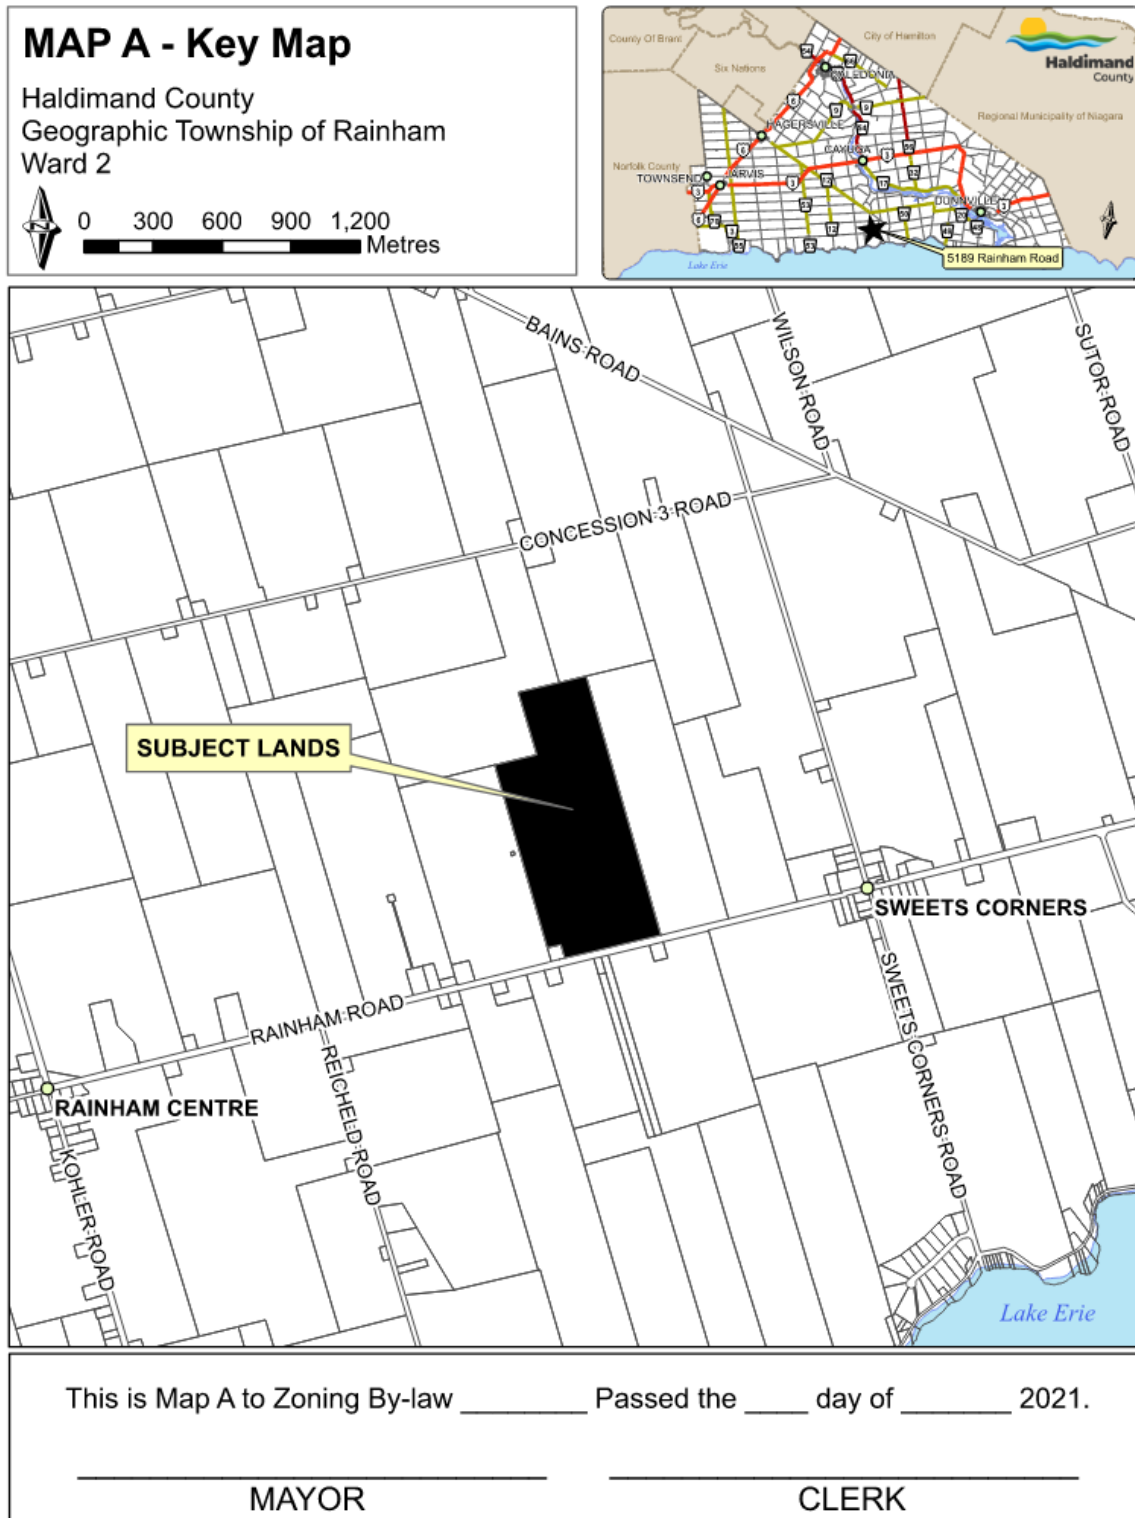 MAP A - Key Map
Haldimand County
Geographic Township of Rainham
Ward 2
N
0 300 600 900 1,200
Metres
County Of Brant
City of Hamilton
Haldimand
County
Six Nations
CALEDONIA
Regional Municipality of Niagara
HAGERSVILLE
CAYUGA
Norfolk County
TOWNSEND
JARVIS
DUNNVILLE
5189 Rainham Road
Lake Erie
BAINS ROAD
WILSON ROAD
SUTOR ROAD
CONCESSION 3 ROAD
SUBJECT LANDS
SWEETS CORNERS
RAINHAM ROAD
SWEETS CORNERS ROAD
REICHELD ROAD
RAINHAM CENTRE
KOHLER ROAD
Lake Erie
This is Map A to Zoning By-law ________ Passed the ____ day of _______ 2021.
MAYOR CLERK